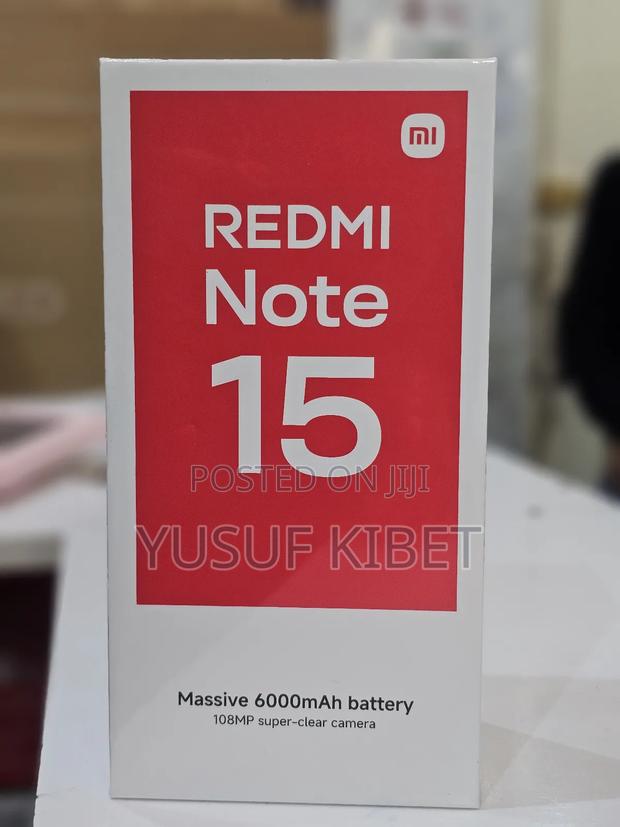 mi
REDMI
Note
15
POSTED ON JIJI
YUSUF KIBET
Massive 6000mAh battery
108MP super-clear camera